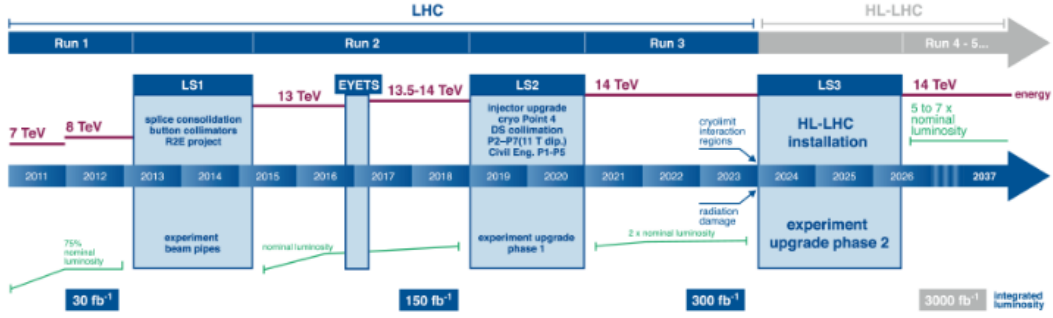 LHC
HL-LHC
Run 1
Run 2
Run 3
Run 4 - 5...
LS1
EYETS
LS2
LS3
13 TeV
13.5-14 TeV
14 TeV
14 TeV
energy
7 TeV
8 TeV
splice consolidation
button collimators
R2E project
injector upgrade
cryo Point 4
DS collimation
P2-P7(11 T dip.)
Civil Eng. P1-P5
cryolimit
interaction
regions
HL-LHC
installation
5 to 7 x
nominal
luminosity
2011 2012 2013 2014 2015 2016 2017 2018 2019 2020 2021 2022 2023 2024 2025 2026 2037
75%
nominal
luminosity
experiment
beam pipes
nominal luminosity
experiment upgrade
phase 1
2 x nominal luminosity
radiation
damage
experiment
upgrade phase 2
30 fb⁻¹
150 fb⁻¹
300 fb⁻¹
3000 fb⁻¹
integrated
luminosity